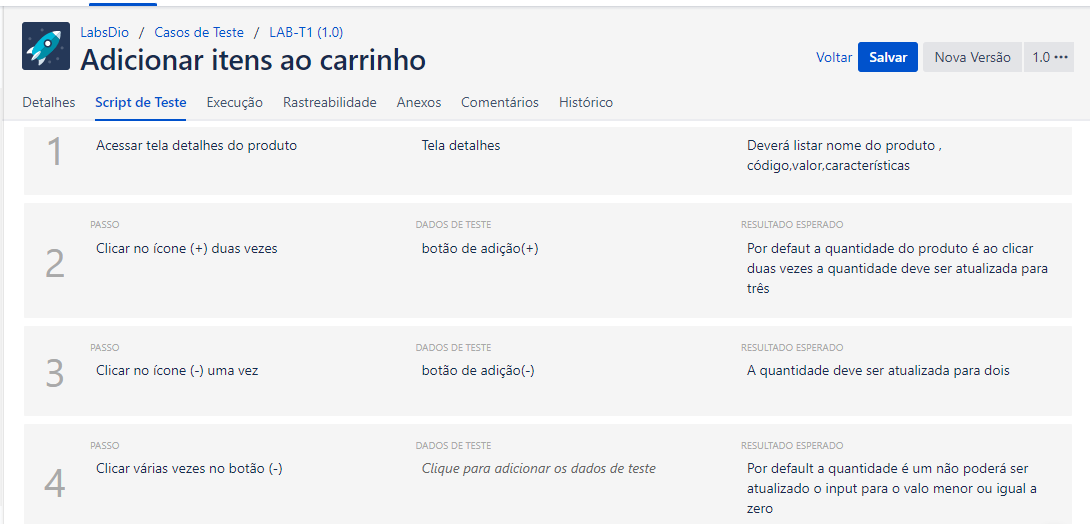 LabsDio / Casos de Teste / LAB-T1 (1.0)
Adicionar itens ao carrinho
Voltar Salvar Nova Versão 1.0 •••
Detalhes Script de Teste Execução Rastreabilidade Anexos Comentários Histórico
1
Acessar tela detalhes do produto
Tela detalhes
Deverá listar nome do produto ,
código,valor,características
2
PASSO
Clicar no ícone (+) duas vezes
DADOS DE TESTE
botão de adição(+)
RESULTADO ESPERADO
Por defaut a quantidade do produto é ao clicar
duas vezes a quantidade deve ser atualizada para
três
3
PASSO
Clicar no ícone (-) uma vez
DADOS DE TESTE
botão de adição(-)
RESULTADO ESPERADO
A quantidade deve ser atualizada para dois
4
PASSO
Clicar várias vezes no botão (-)
DADOS DE TESTE
Clique para adicionar os dados de teste
RESULTADO ESPERADO
Por default a quantidade é um não poderá ser
atualizado o input para o valo menor ou igual a
zero